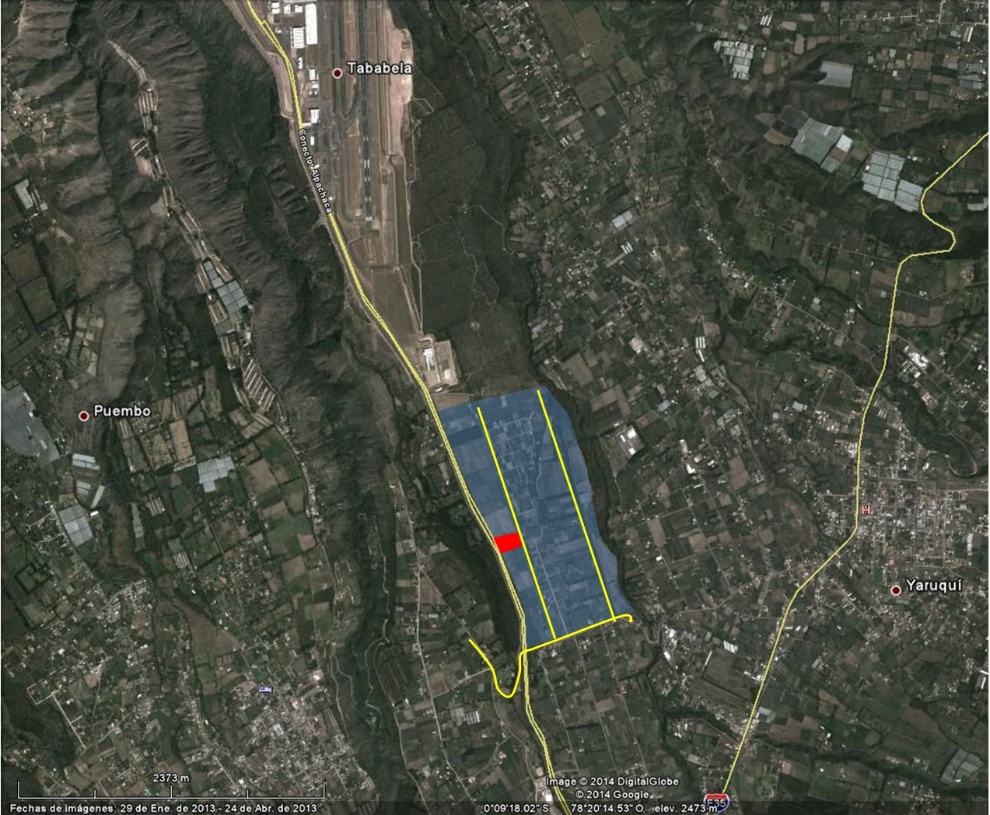 Tababela
Conecto Alpachaca
Puembo
H
Yaruquí
2373 m
Image © 2014 DigitalGlobe
© 2014 Google
Fechas de imágenes: 29 de Ene. de 2013 - 24 de Abr. de 2013
0°09'18.02" S 78°20'14.53" O elev. 2473 m
E35